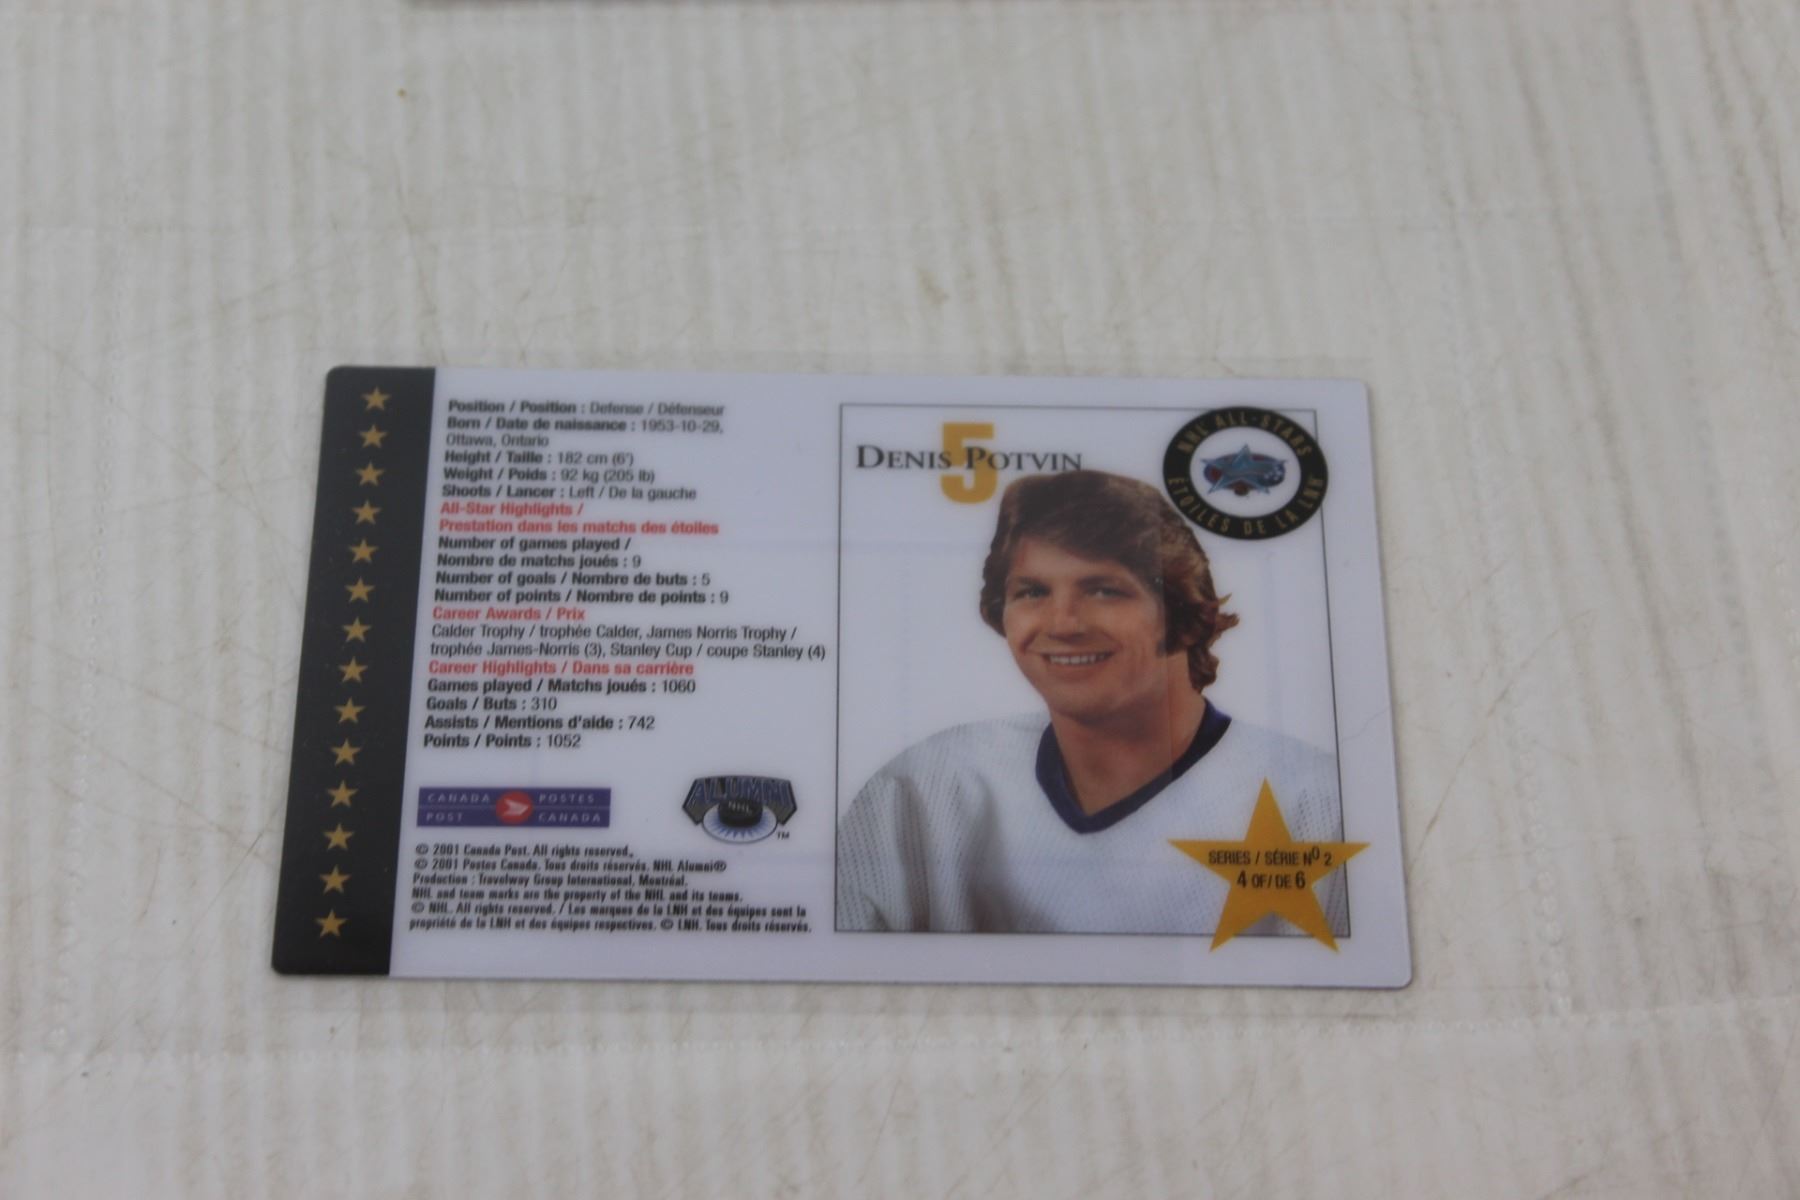 Position / Position : Defense / Défenseur
Born / Date de naissance : 1953-10-29,
Ottawa, Ontario
Height / Taille : 182 cm (6')
Weight / Poids : 92 kg (205 lb)
Shoots / Lancer : Left / De la gauche
All-Star Highlights /
Prestation dans les matchs des étoiles
Number of games played /
Nombre de matchs joués : 9
Number of goals / Nombre de buts : 5
Number of points / Nombre de points : 9
Career Awards / Prix
Calder Trophy / trophée Calder, James Norris Trophy /
trophée James-Norris (3), Stanley Cup / coupe Stanley (4)
Career Highlights / Dans sa carrière
Games played / Matchs joués : 1060
Goals / Buts : 310
Assists / Mentions d'aide : 742
Points / Points : 1052
CANADA POSTES
POST CANADA
ALUMNI
NHL
TM
© 2001 Canada Post. All rights reserved.
© 2001 Postes Canada. Tous droits réservés. NHL Alumni®
Production : Travelway Group International, Montréal.
NHL and team marks are the property of the NHL and its teams.
© NHL. All rights reserved. / Les marques de la LNH et des équipes sont la
propriété de la LNH et des équipes respectives. © LNH. Tous droits réservés.
5
DENIS POTVIN
NHL ALL-STARS
ÉTOILES DE LA LNH
SERIES / SÉRIE Nº 2
4 OF/DE 6